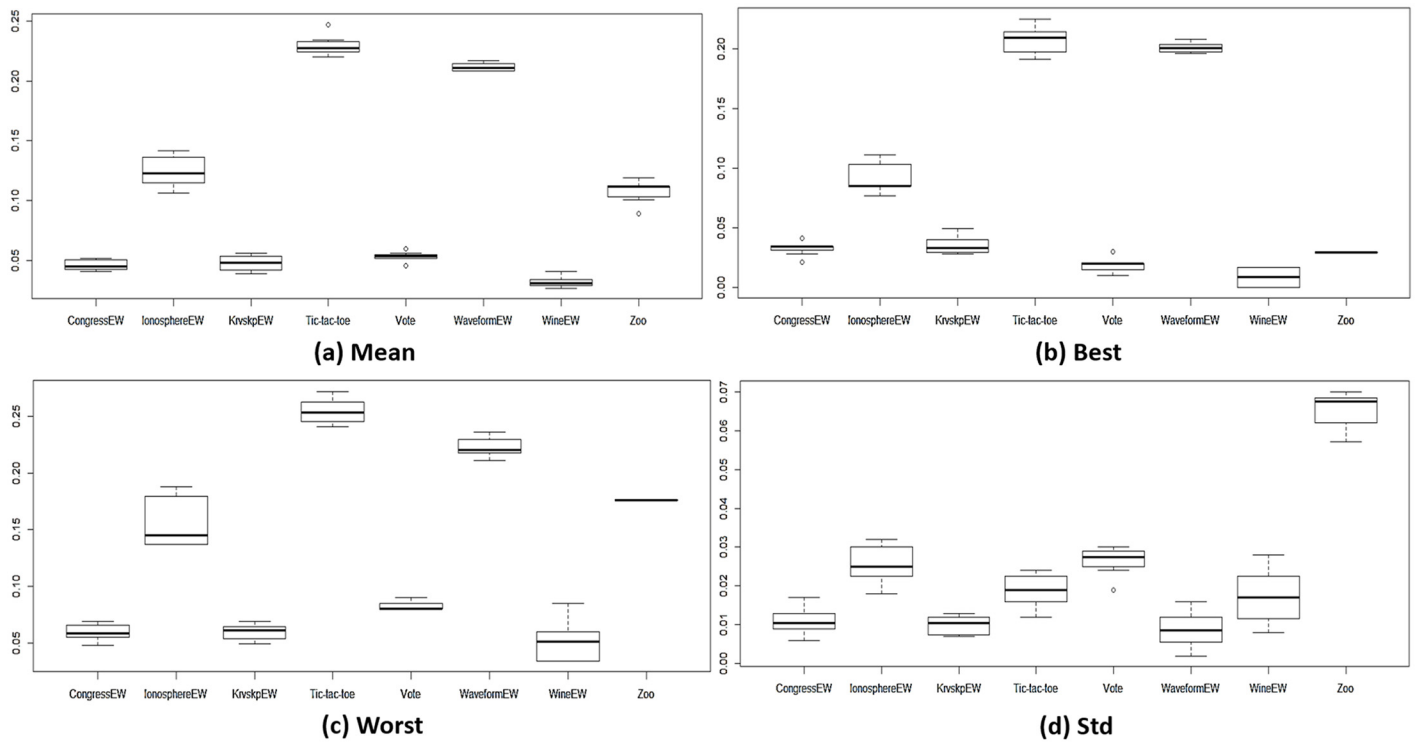 0.25
0.20
0.15
0.10
0.05
CongressEW IonosphereEW KrvskpEW Tic-tac-toe Vote WaveformEW WineEW Zoo
(a) Mean
0.20
0.15
0.10
0.05
0.00
CongressEW IonosphereEW KrvskpEW Tic-tac-toe Vote WaveformEW WineEW Zoo
(b) Best
0.25
0.20
0.15
0.10
0.05
CongressEW IonosphereEW KrvskpEW Tic-tac-toe Vote WaveformEW WineEW Zoo
(c) Worst
0.07
0.06
0.05
0.04
0.03
0.02
0.01
0.00
CongressEW IonosphereEW KrvskpEW Tic-tac-toe Vote WaveformEW WineEW Zoo
(d) Std